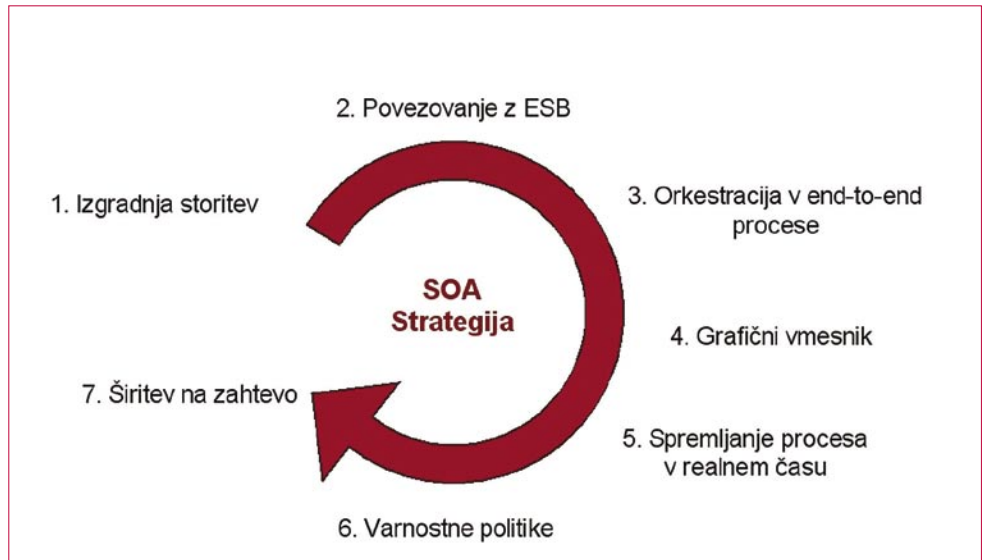 1. Izgradnja storitev
2. Povezovanje z ESB
3. Orkestracija v end-to-end
procese
4. Grafični vmesnik
5. Spremljanje procesa
v realnem času
6. Varnostne politike
7. Širitev na zahtevo
SOA
Strategija